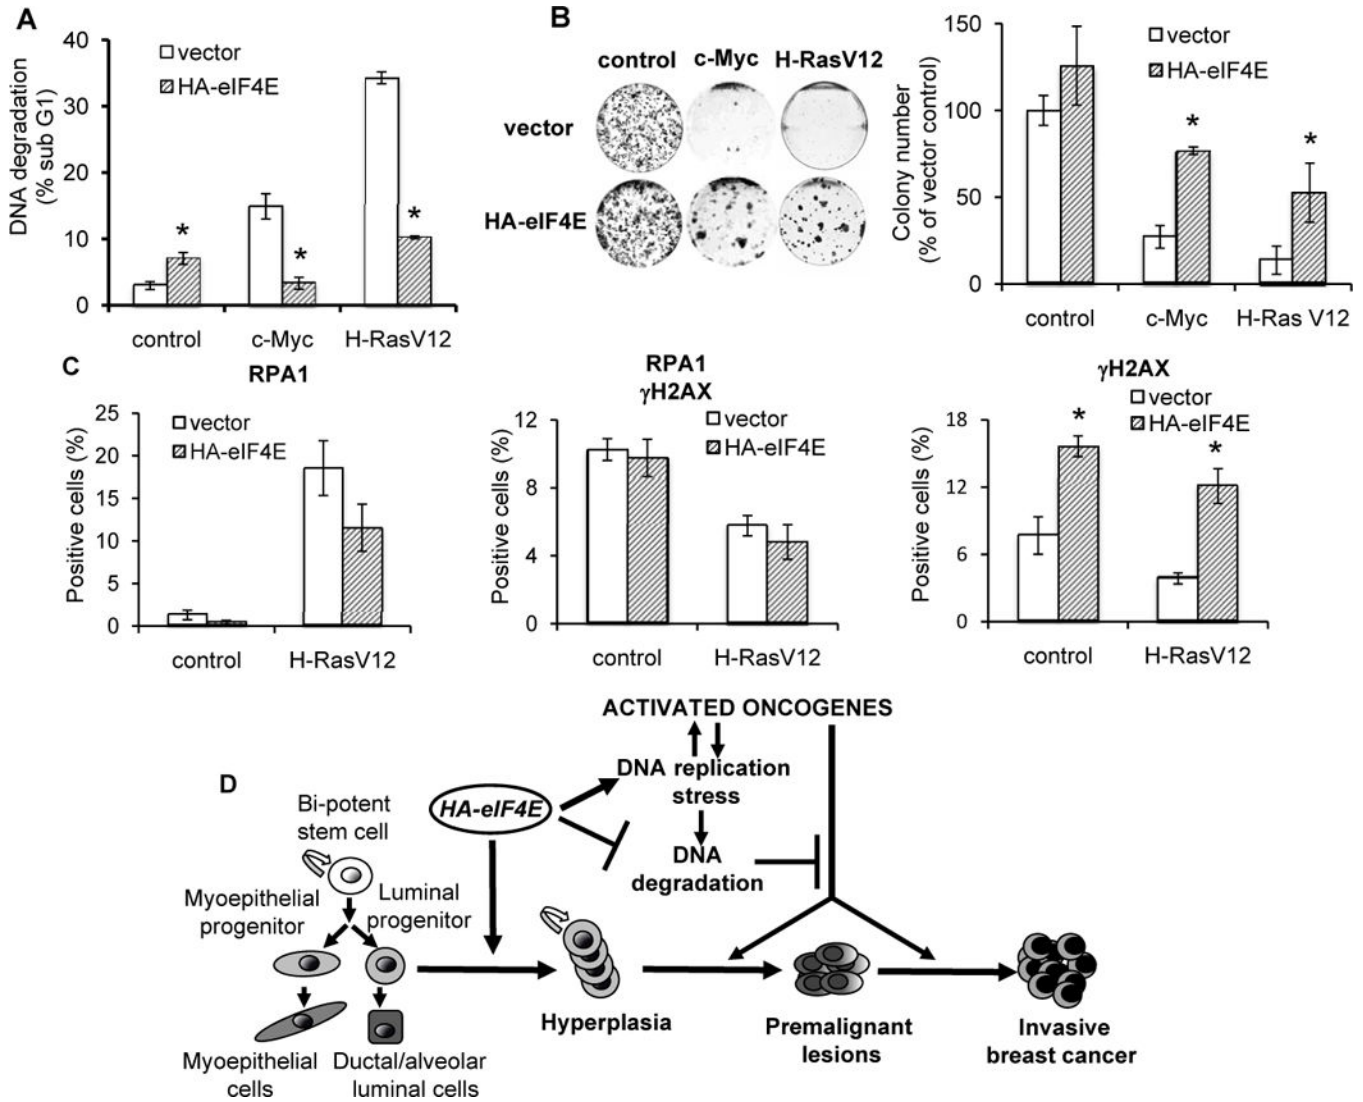 A
DNA degradation
(% sub G1)
40
30
20
10
0
vector
HA-eIF4E
*
*
*
control
c-Myc
H-RasV12
B
control
c-Myc
H-RasV12
vector
HA-eIF4E
Colony number
(% of vector control)
150
100
50
0
vector
HA-eIF4E
*
*
control
c-Myc
H-Ras V12
C
RPA1
Positive cells (%)
25
20
15
10
5
0
vector
HA-eIF4E
control
H-RasV12
RPA1
γH2AX
Positive cells (%)
12
8
4
0
vector
HA-eIF4E
control
H-RasV12
γH2AX
Positive cells (%)
18
12
6
0
vector
HA-eIF4E
*
*
control
H-RasV12
D
ACTIVATED ONCOGENES
DNA replication
stress
HA-eIF4E
DNA
degradation
Bi-potent
stem cell
Myoepithelial
progenitor
Luminal
progenitor
Myoepithelial
cells
Ductal/alveolar
luminal cells
Hyperplasia
Premalignant
lesions
Invasive
breast cancer